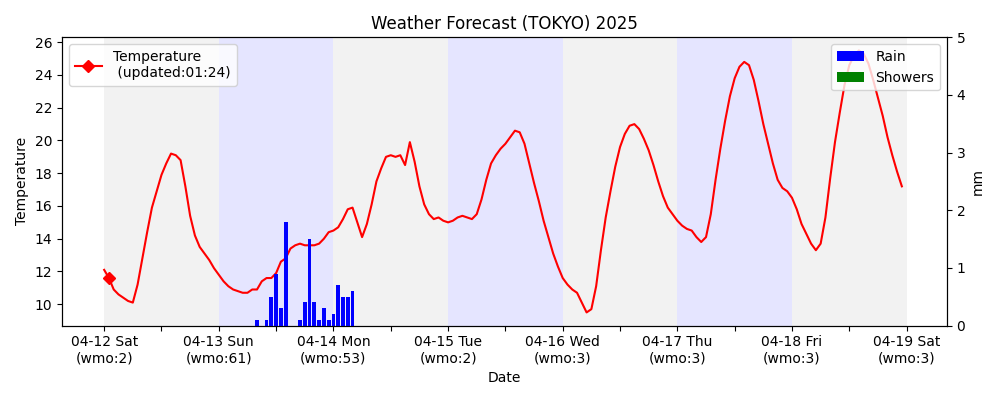 Weather Forecast (TOKYO) 2025
Temperature
(updated:01:24)
Rain
Showers
26
24
22
20
18
16
14
12
10
Temperature
5
4
3
2
1
0
mm
04-12 Sat
(wmo:2)
04-13 Sun
(wmo:61)
04-14 Mon
(wmo:53)
04-15 Tue
(wmo:2)
04-16 Wed
(wmo:3)
04-17 Thu
(wmo:3)
04-18 Fri
(wmo:3)
04-19 Sat
(wmo:3)
Date